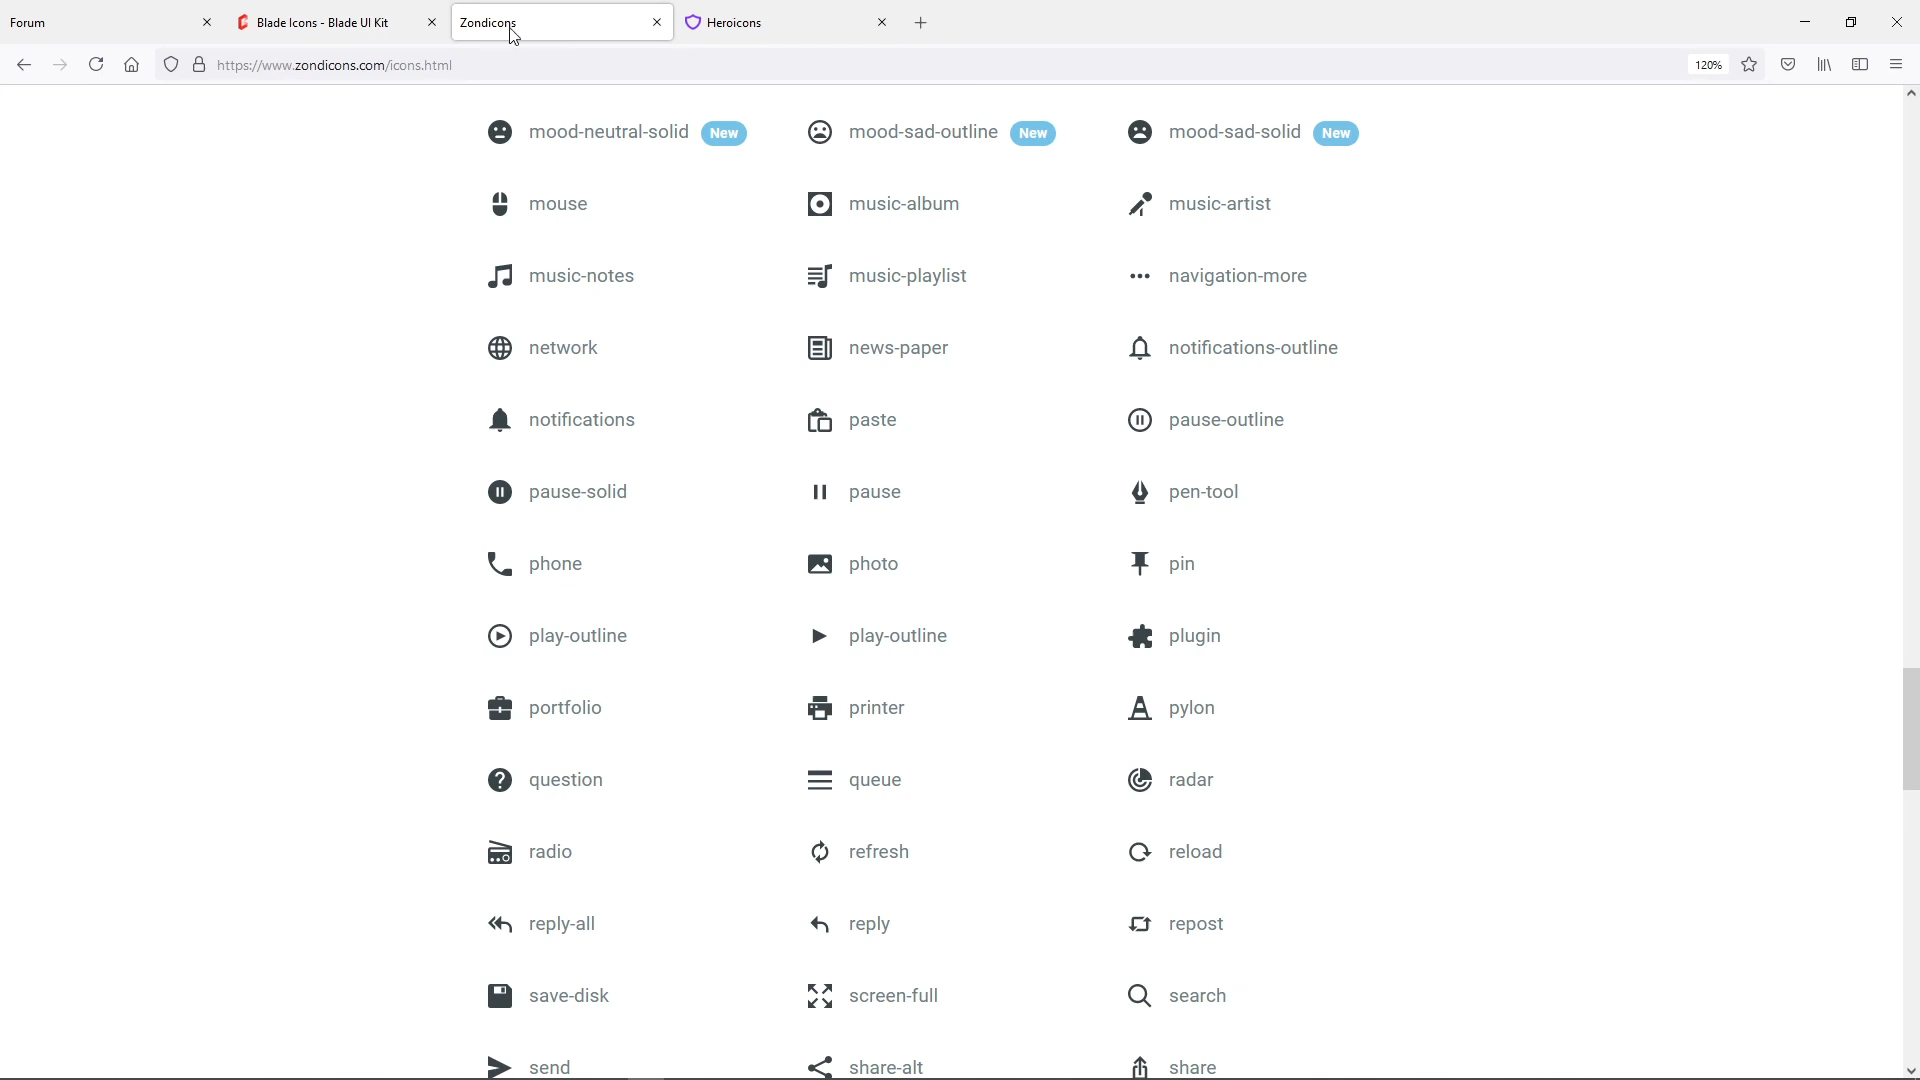 Forum
Blade Icons - Blade UI Kit
Zondicons
Heroicons
https://www.zondicons.com/icons.html
120%
mood-neutral-solid New
mood-sad-outline New
mood-sad-solid New
mouse
music-album
music-artist
music-notes
music-playlist
navigation-more
network
news-paper
notifications-outline
notifications
paste
pause-outline
pause-solid
pause
pen-tool
phone
photo
pin
play-outline
play-outline
plugin
portfolio
printer
pylon
question
queue
radar
radio
refresh
reload
reply-all
reply
repost
save-disk
screen-full
search
send
share-alt
share